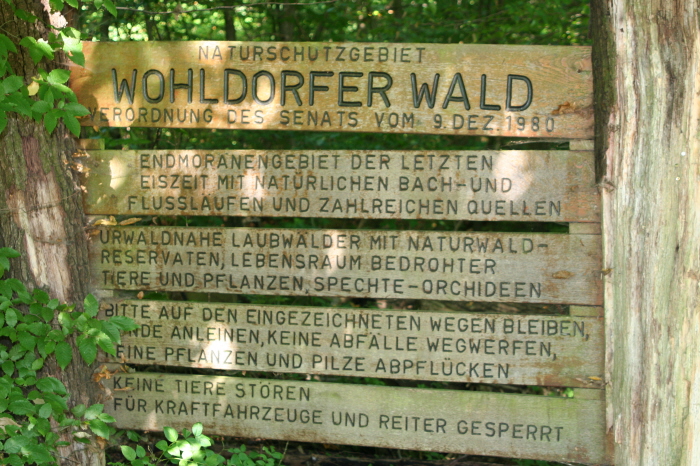 NATURSCHUTZGEBIET
WOHLDORFER WALD
VERORDNUNG DES SENATS VOM 9. DEZ. 1980
ENDMORÄNENGEBIET DER LETZTEN
EISZEIT MIT NATÜRLICHEN BACH-UND
FLUSSLÄUFEN UND ZAHLREICHEN QUELLEN
URWALDNAHE LAUBWÄLDER MIT NATURWALD-
RESERVATEN, LEBENSRAUM BEDROHTER
TIERE UND PFLANZEN, SPECHTE-ORCHIDEEN
BITTE AUF DEN EINGEZEICHNETEN WEGEN BLEIBEN,
ANLEINEN, KEINE ABFÄLLE WEGWERFEN,
KEINE PFLANZEN UND PILZE ABPFLÜCKEN
KEINE TIERE STÖREN
FÜR KRAFTFAHRZEUGE UND REITER GESPERRT